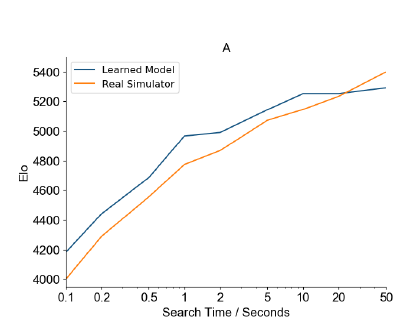 A
Learned Model
Real Simulator
Elo
5400
5200
5000
4800
4600
4400
4200
4000
0.1 0.2 0.5 1 2 5 10 20 50
Search Time / Seconds